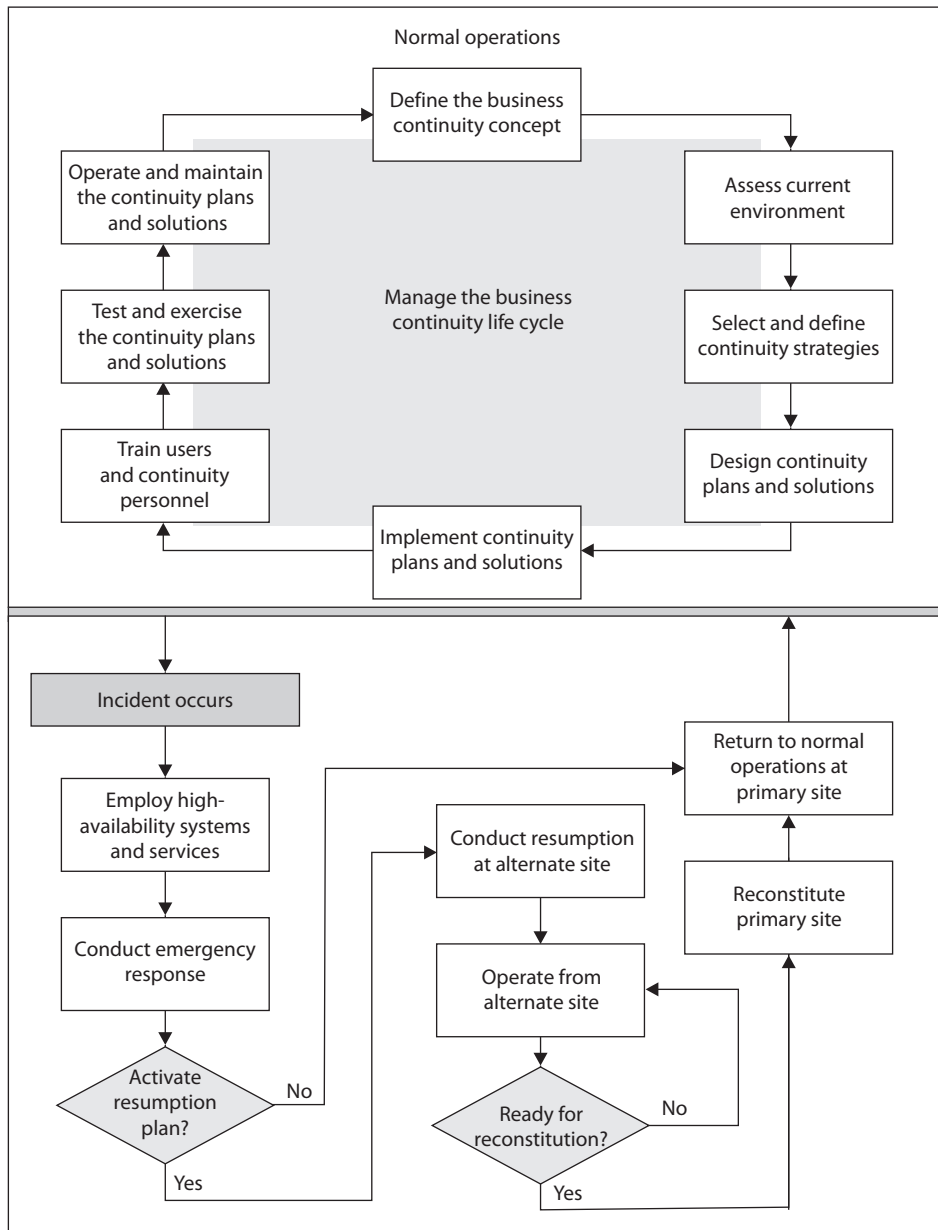 Normal operations
Define the business
continuity concept
Operate and maintain
the continuity plans
and solutions
Assess current
environment
Test and exercise
the continuity plans
and solutions
Manage the business
continuity life cycle
Select and define
continuity strategies
Train users
and continuity
personnel
Design continuity
plans and solutions
Implement continuity
plans and solutions
Incident occurs
Employ high-
availability systems
and services
Conduct emergency
response
Activate
resumption
plan?
No
Yes
Conduct resumption
at alternate site
Operate from
alternate site
Ready for
reconstitution?
No
Yes
Return to normal
operations at
primary site
Reconstitute
primary site